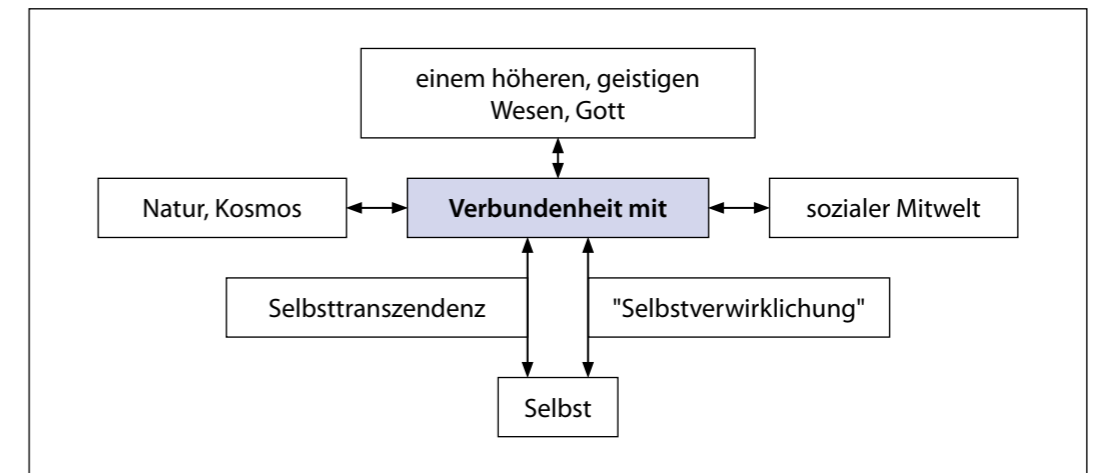 einem höheren, geistigen
Wesen, Gott
Natur, Kosmos
Verbundenheit mit
sozialer Mitwelt
Selbsttranszendenz
"Selbstverwirklichung"
Selbst